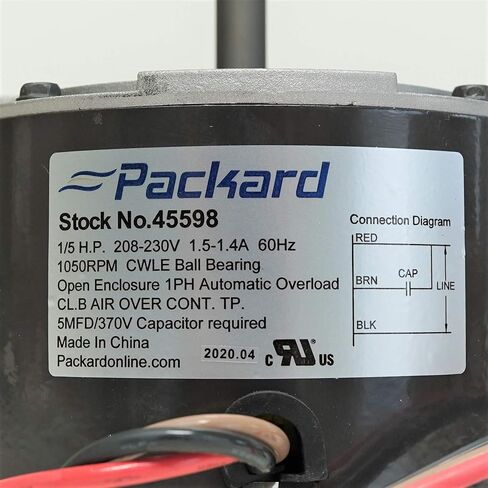 Packard
Stock No.45598
1/5 H.P. 208-230V 1.5-1.4A 60Hz
1050RPM CWLE Ball Bearing
Open Enclosure 1PH Automatic Overload
CL.B AIR OVER CONT. TP.
5MFD/370V Capacitor required
Made In China
Packardonline.com
2020.04
c RU US
Connection Diagram
RED
CAP
LINE
BRN
BLK